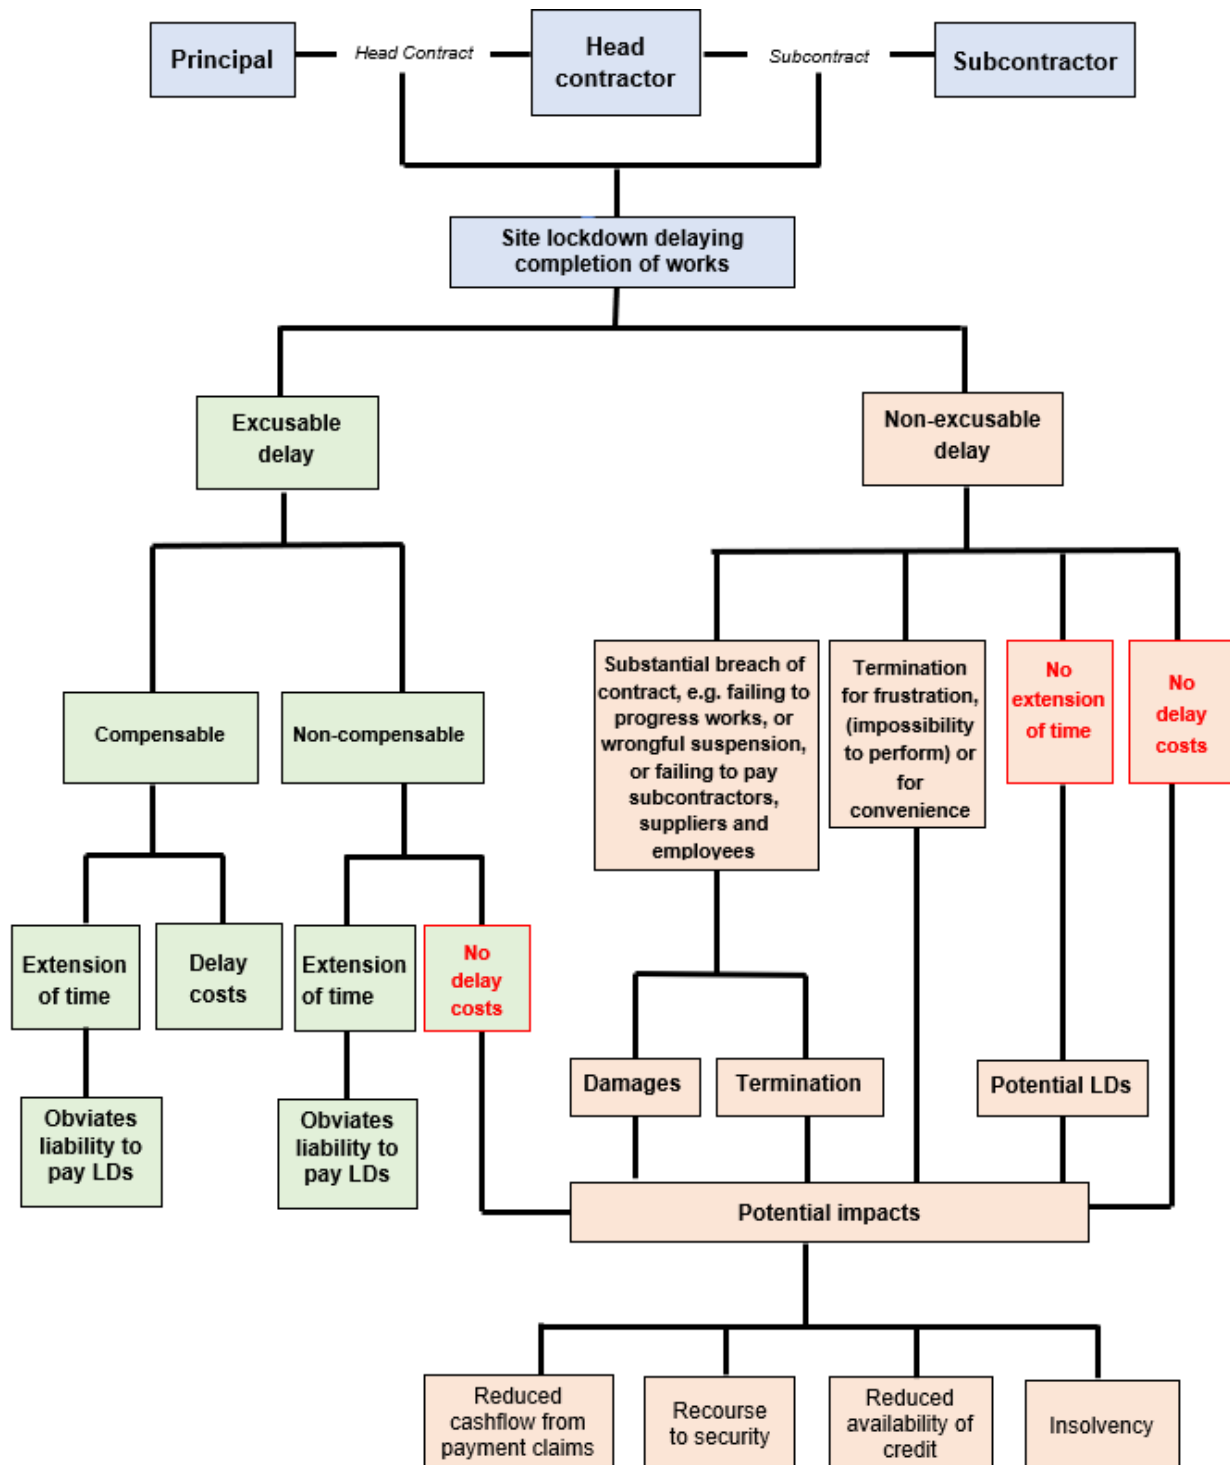 Principal
Head Contract
Head
contractor
Subcontract
Subcontractor
Site lockdown delaying
completion of works
Excusable
delay
Non-excusable
delay
Compensable
Non-compensable
Substantial breach of
contract, e.g. failing to
progress works, or
wrongful suspension,
or failing to pay
subcontractors,
suppliers and
employees
Termination
for frustration,
(impossibility
to perform) or
for
convenience
No
extension
of time
No
delay
costs
Extension
of time
Delay
costs
Extension
of time
No
delay
costs
Obviates
liability to
pay LDs
Obviates
liability to
pay LDs
Damages
Termination
Potential LDs
Potential impacts
Reduced
cashflow from
payment claims
Recourse
to security
Reduced
availability of
credit
Insolvency